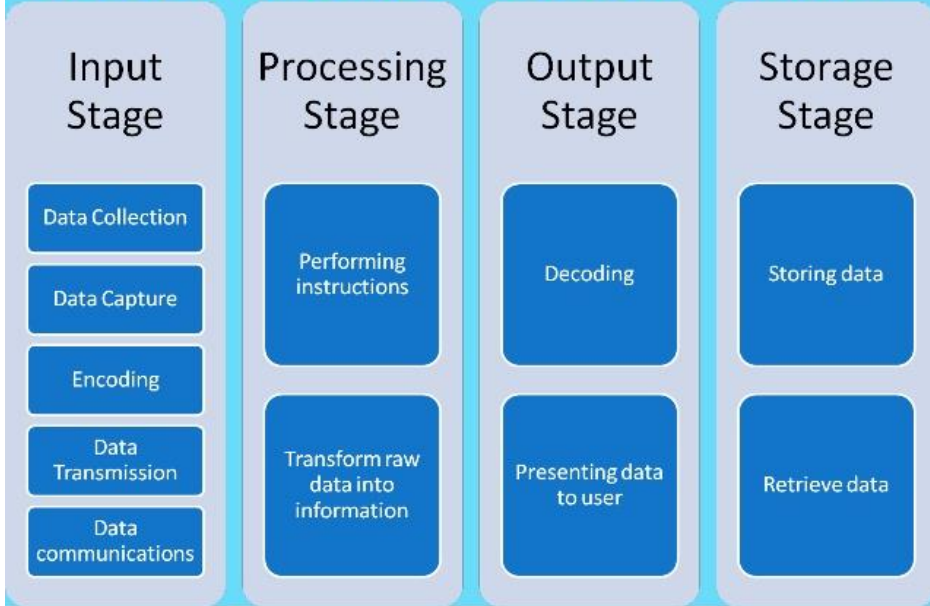 Input
Stage
Data Collection
Data Capture
Encoding
Data
Transmission
Data
communications
Processing
Stage
Performing
instructions
Transform raw
data into
information
Output
Stage
Decoding
Presenting data
to user
Storage
Stage
Storing data
Retrieve data